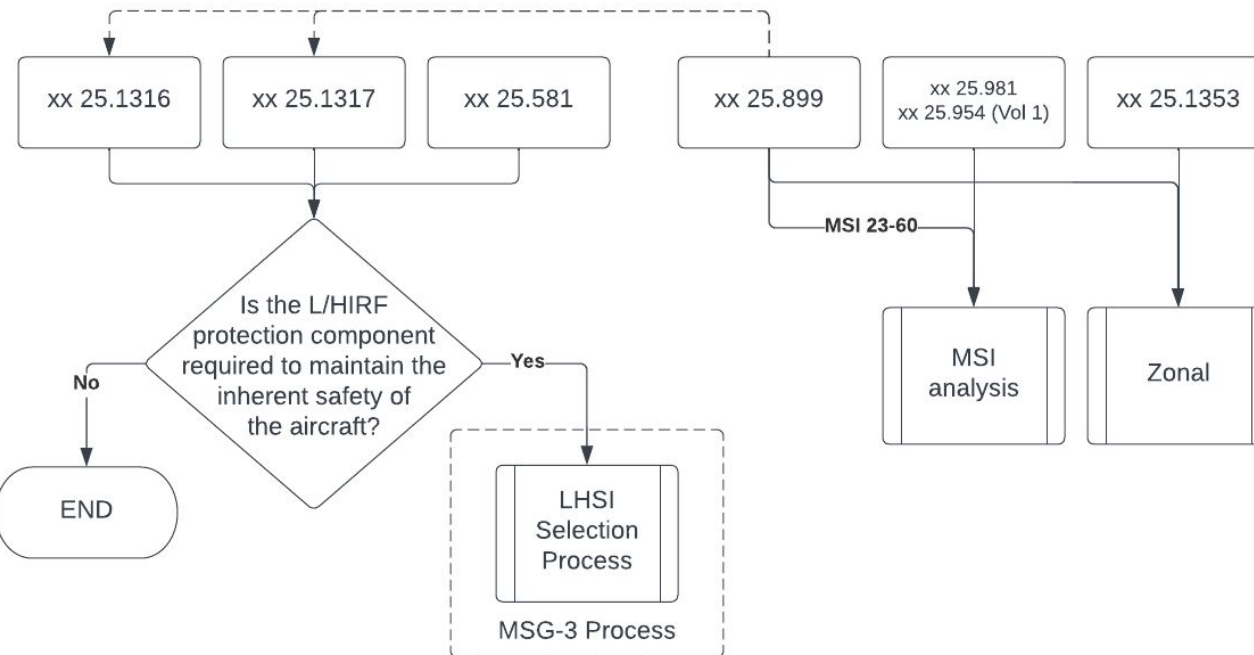 xx 25.1316
xx 25.1317
xx 25.581
xx 25.899
xx 25.981
xx 25.954 (Vol 1)
xx 25.1353
MSI 23-60
Is the L/HIRF
protection component
required to maintain the
inherent safety of
the aircraft?
No
Yes
MSI
analysis
Zonal
END
LHSI
Selection
Process
MSG-3 Process